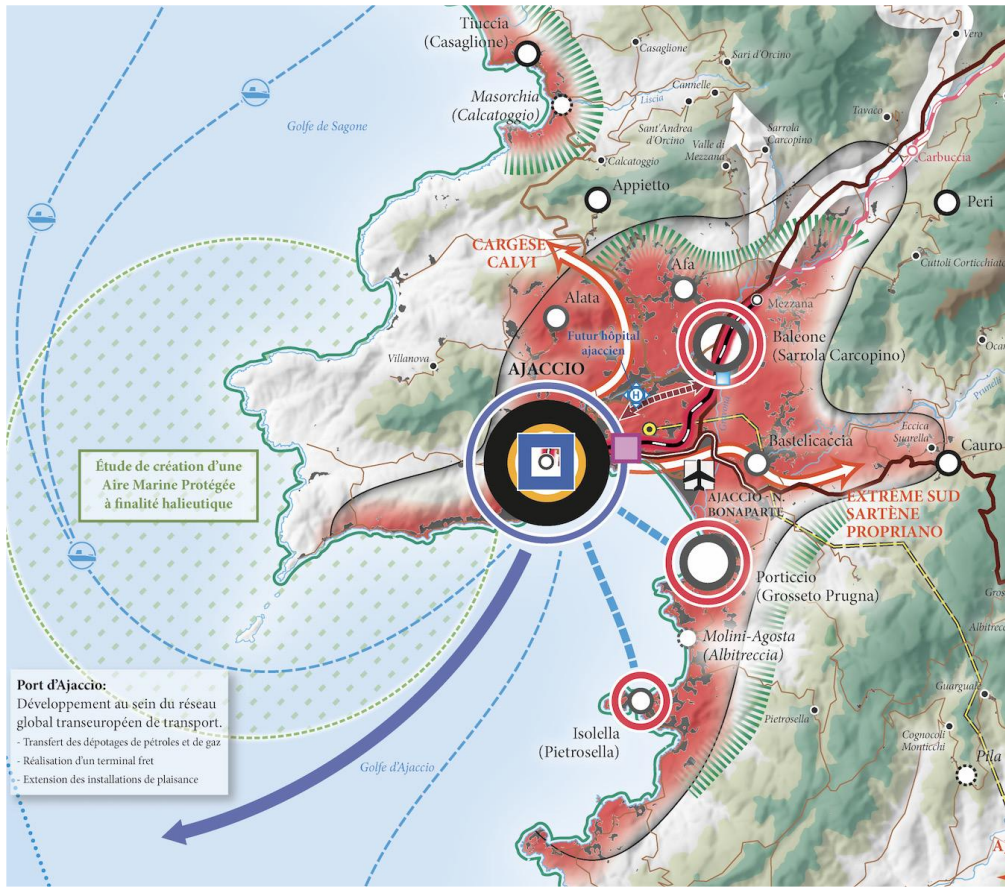 Tiuccia
(Casaglione)
Casaglione
Sari d'Orcino
Vero
Masorchia
(Calcatoggio)
Liscia
Cannelle
Tavaco
Golfe de Sagone
Sant'Andrea
d'Orcino
Sarrola
Carcopino
Valle di
Mezzana
Calcatoggio
Carbuccia
Appietto
Peri
CARGESE
CALVI
Afa
Cuttoli Corticchiato
Alata
Mezzana
Futur hôpital
ajaccien
Baleone
(Sarrola Carcopino)
Villanova
AJACCIO
H
Prunelli
Eccica
Suarella
Cauro
Bastelicaccia
Étude de création d'une
Aire Marine Protégée
à finalité halieutique
AJACCIO - N.
BONAPARTE
EXTRÊME SUD
SARTÈNE
PROPRIANO
Porticcio
(Grosseto Prugna)
Molini-Agosta
(Albitreccia)
Port d'Ajaccio:
Développement au sein du réseau
global transeuropéen de transport.
- Transfert des dépotages de pétroles et de gaz
- Réalisation d'un terminal fret
- Extension des installations de plaisance
Isolella
(Pietrosella)
Pietrosella
Guargualé
Cognocoli
Monticchi
Pila
Golfe d'Ajaccio
A